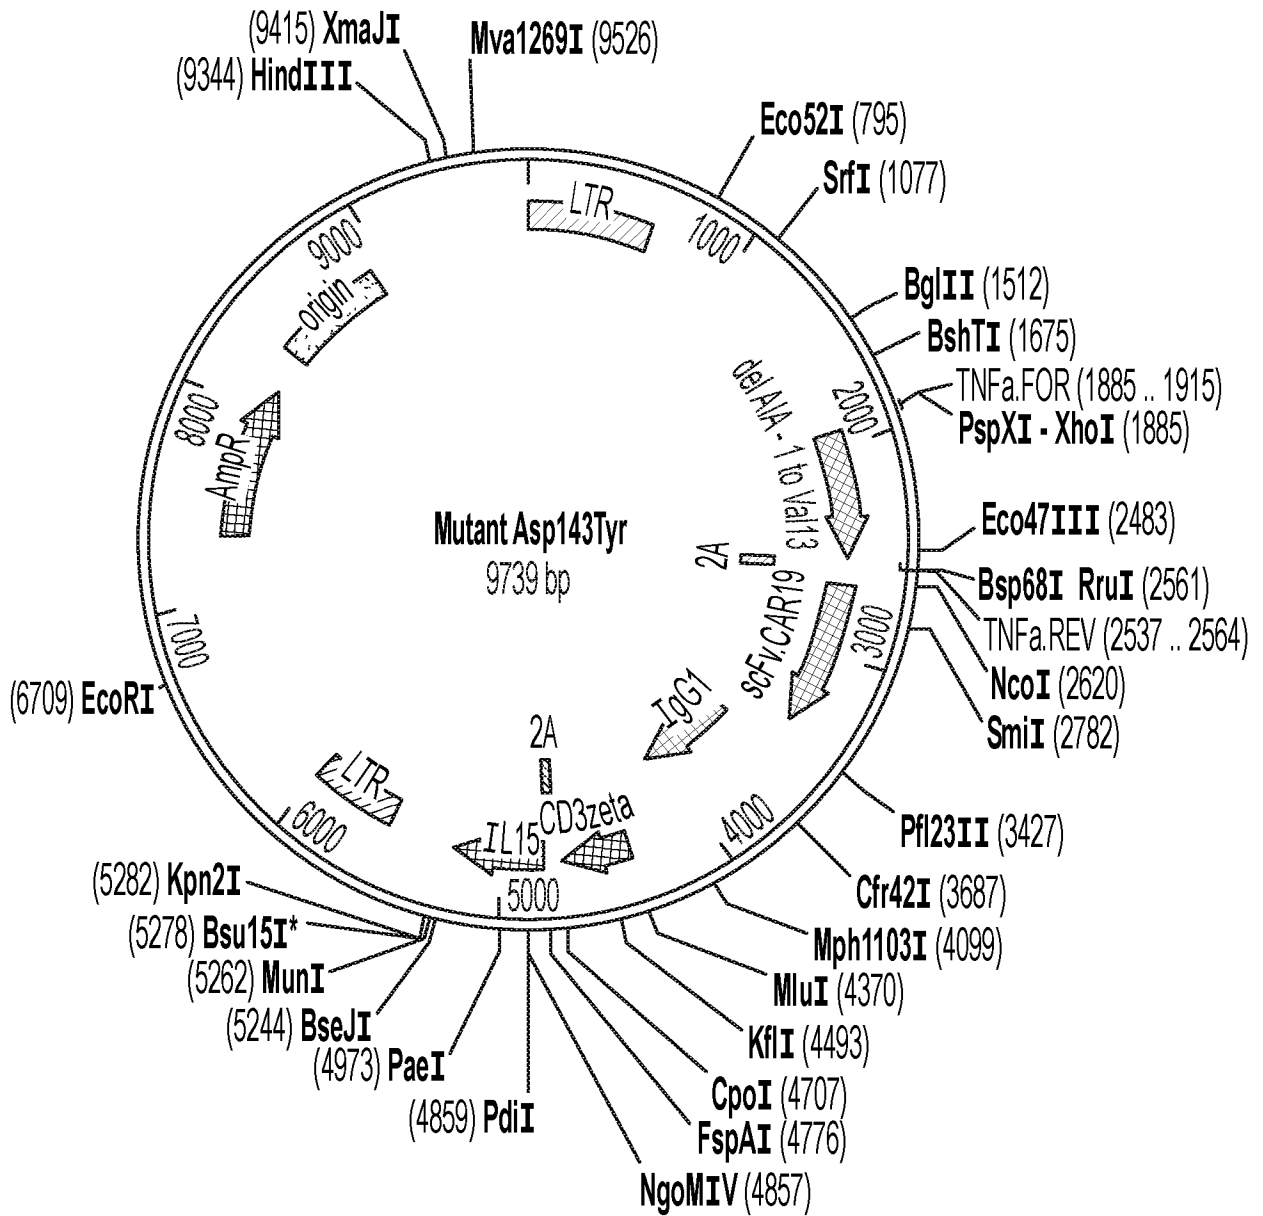 (9415) XmaJI
Mva1269I (9526)
(9344) HindIII
Eco52I (795)
SrfI (1077)
LTR
1000
9000
origin
BglII (1512)
BshTI (1675)
TNFa.FOR (1885 .. 1915)
PspXI - XhoI (1885)
2000
del AIA - 1 to Val13
8000
AmpR
Mutant Asp143Tyr
9739 bp
2A
Eco47III (2483)
Bsp68I RruI (2561)
TNFa.REV (2537 .. 2564)
NcoI (2620)
SmiI (2782)
scFv.CAR19
3000
7000
(6709) EcoRI
IgG1
2A
LTR
CD3zeta
IL15
4000
6000
5000
Pfl23II (3427)
Cfr42I (3687)
Mph1103I (4099)
MluI (4370)
KflI (4493)
CpoI (4707)
FspAI (4776)
NgoMIV (4857)
(5282) Kpn2I
(5278) Bsu15I*
(5262) MunI
(5244) BseJI
(4973) PaeI
(4859) PdiI